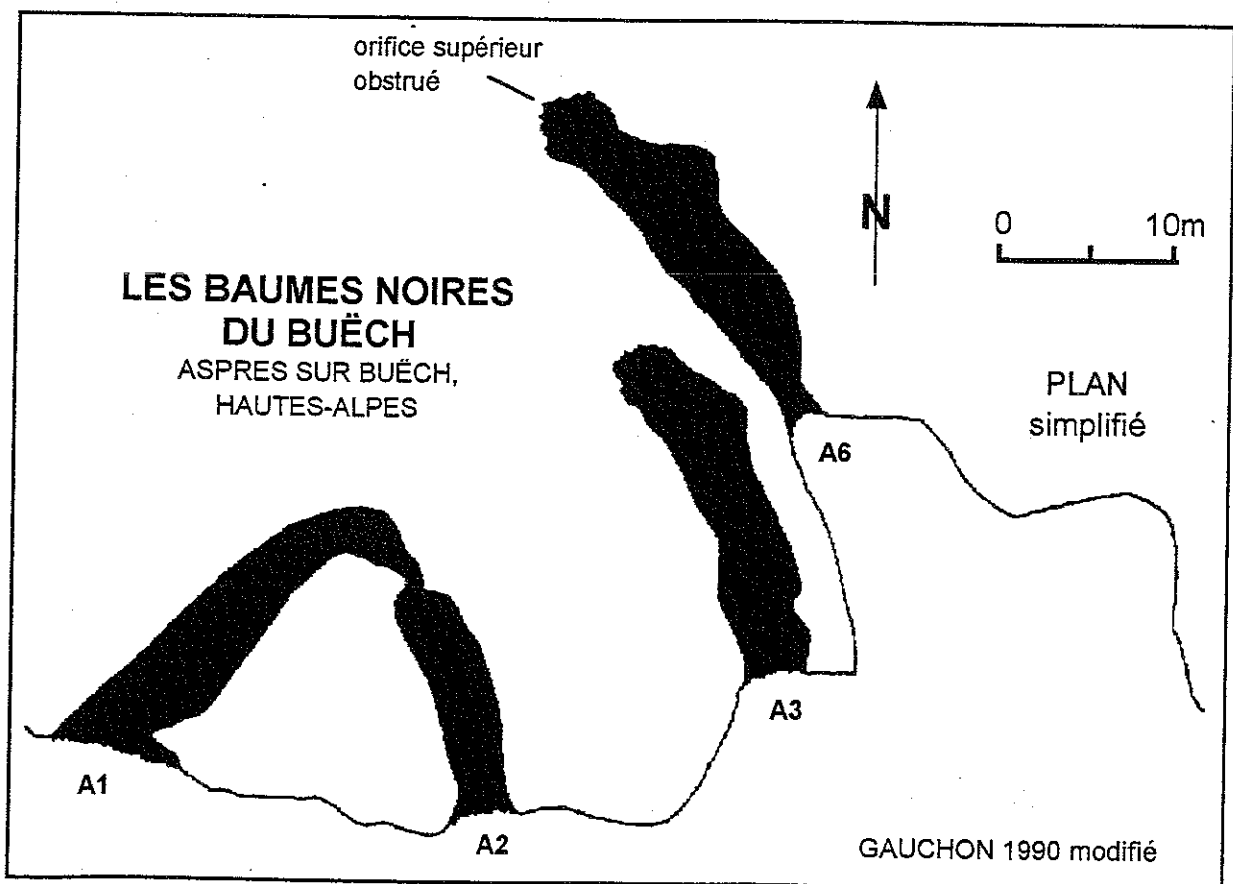 orifice supérieur
obstrué
N
0 10m
LES BAUMES NOIRES
DU BUËCH
ASPRES SUR BUËCH,
HAUTES-ALPES
PLAN
simplifié
A6
A3
A1
A2
GAUCHON 1990 modifié